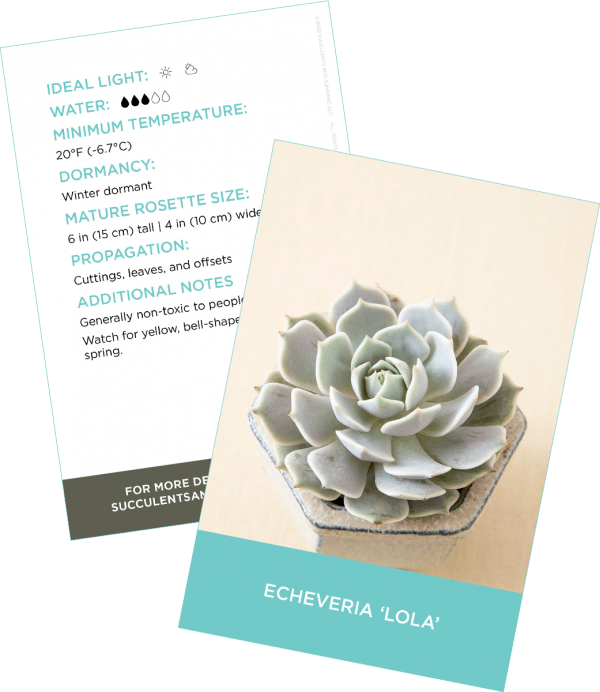 IDEAL LIGHT:
WATER:
MINIMUM TEMPERATURE:
20°F (-6.7°C)
DORMANCY:
Winter dormant
MATURE ROSETTE SIZE:
6 in (15 cm) tall | 4 in (10 cm) wide
PROPAGATION:
Cuttings, leaves, and offsets
ADDITIONAL NOTES
Generally non-toxic to people
Watch for yellow, bell-shape
spring.
FOR MORE DE
SUCCULENTSAN
ECHEVERIA ‘LOLA’